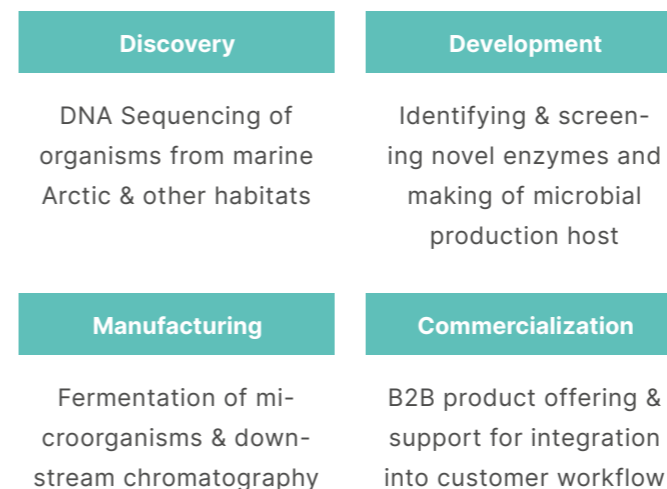 Discovery
DNA Sequencing of
organisms from marine
Arctic & other habitats
Development
Identifying & screen-
ing novel enzymes and
making of microbial
production host
Manufacturing
Fermentation of mi-
croorganisms & down-
stream chromatography
Commercialization
B2B product offering &
support for integration
into customer workflow